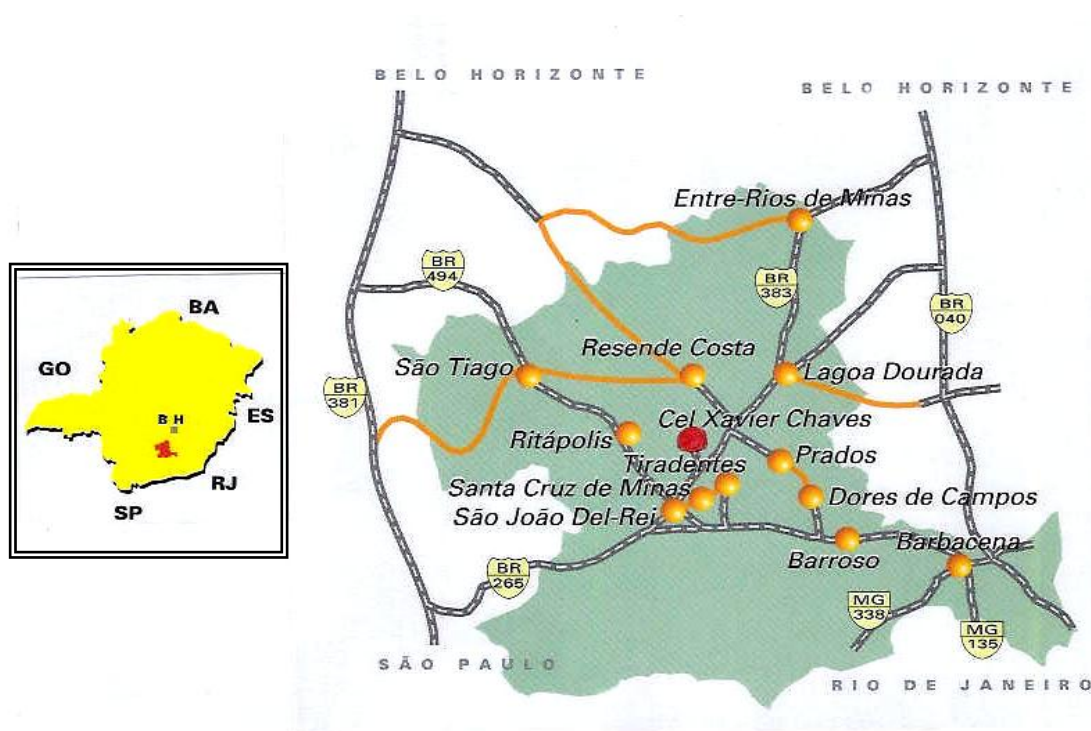 BELO HORIZONTE
BELO HORIZONTE
Entre-Rios de Minas
BR 494
BR 383
BR 040
BA
GO
BH
ES
RJ
SP
BR 381
São Tiago
Resende Costa
Lagoa Dourada
Cel Xavier Chaves
Ritápolis
Tiradentes
Prados
Santa Cruz de Minas
Dores de Campos
São João Del-Rei
Barroso
Barbacena
BR 265
MG 338
MG 135
SÃO PAULO
RIO DE JANEIRO